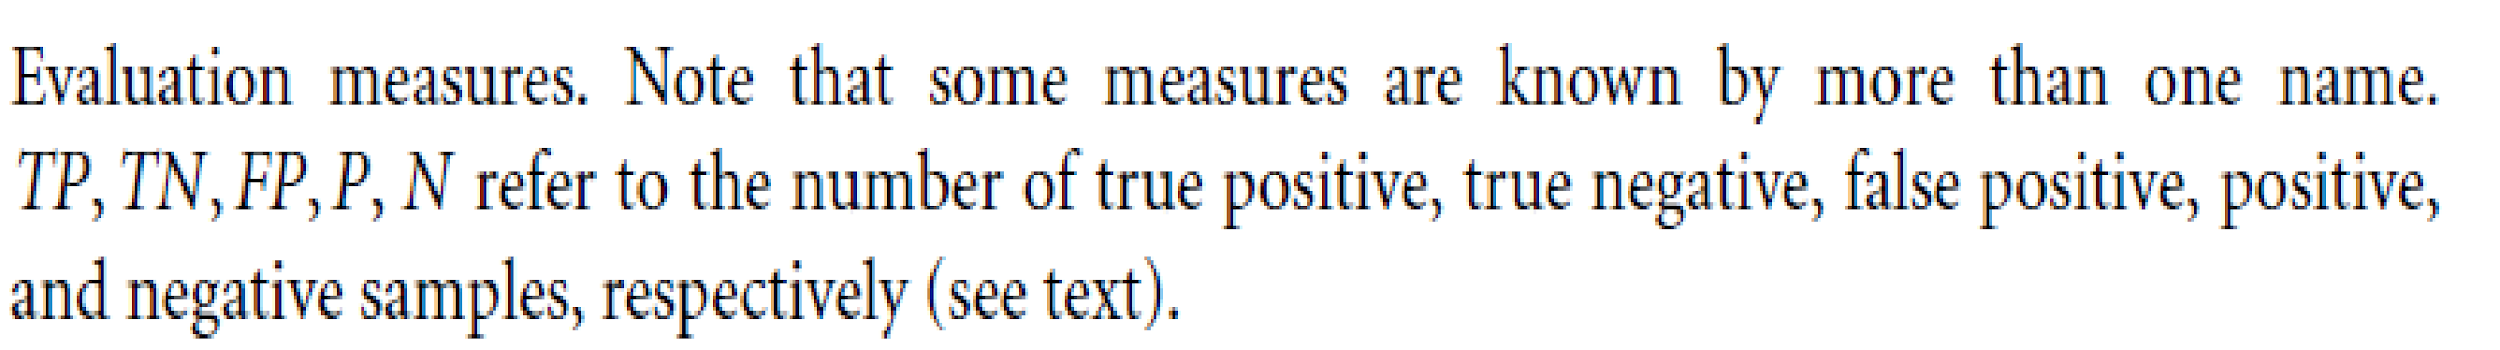 Evaluation measures. Note that some measures are known by more than one name.
TP, TN, FP, P, N refer to the number of true positive, true negative, false positive, positive,
and negative samples, respectively (see text).